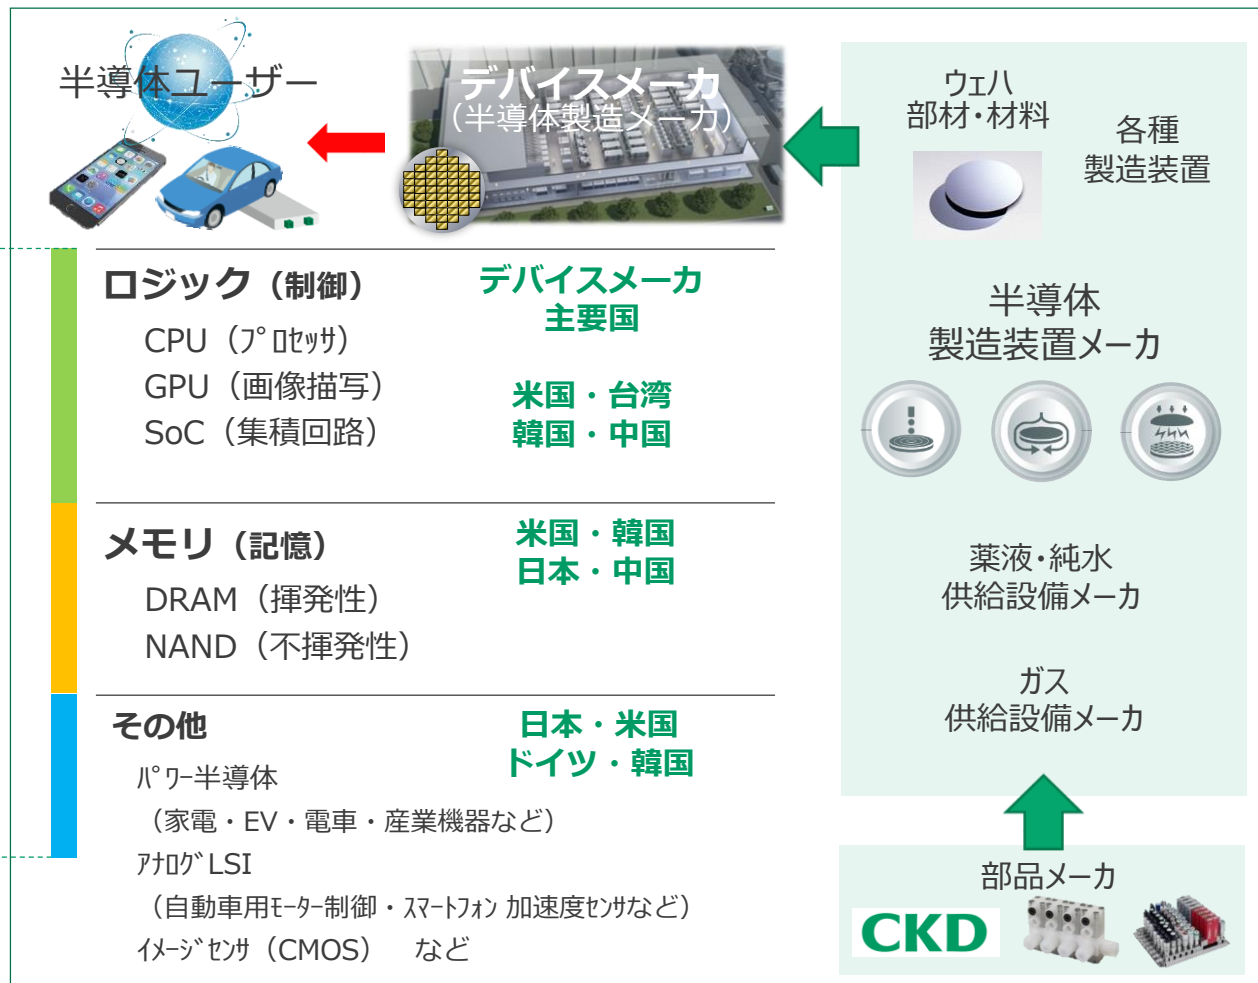 半導体ユーザー
デバイスメーカ
（半導体製造メーカ）
ウェハ
部材・材料
各種
製造装置
半導体
製造装置メーカ
薬液・純水
供給設備メーカ
ガス
供給設備メーカ
部品メーカ
CKD
ロジック（制御）
CPU（ﾌﾟﾛｾｯｻ）
GPU（画像描写）
SoC（集積回路）
デバイスメーカ
主要国
米国・台湾
韓国・中国
メモリ（記憶）
DRAM（揮発性）
NAND（不揮発性）
米国・韓国
日本・中国
その他
ﾊﾟﾜｰ半導体
（家電・EV・電車・産業機器など）
ｱﾅﾛｸﾞLSI
（自動車用ﾓｰﾀｰ制御・ｽﾏｰﾄﾌｫﾝ 加速度ｾﾝｻなど）
ｲﾒｰｼﾞｾﾝｻ（CMOS）　など
日本・米国
ドイツ・韓国